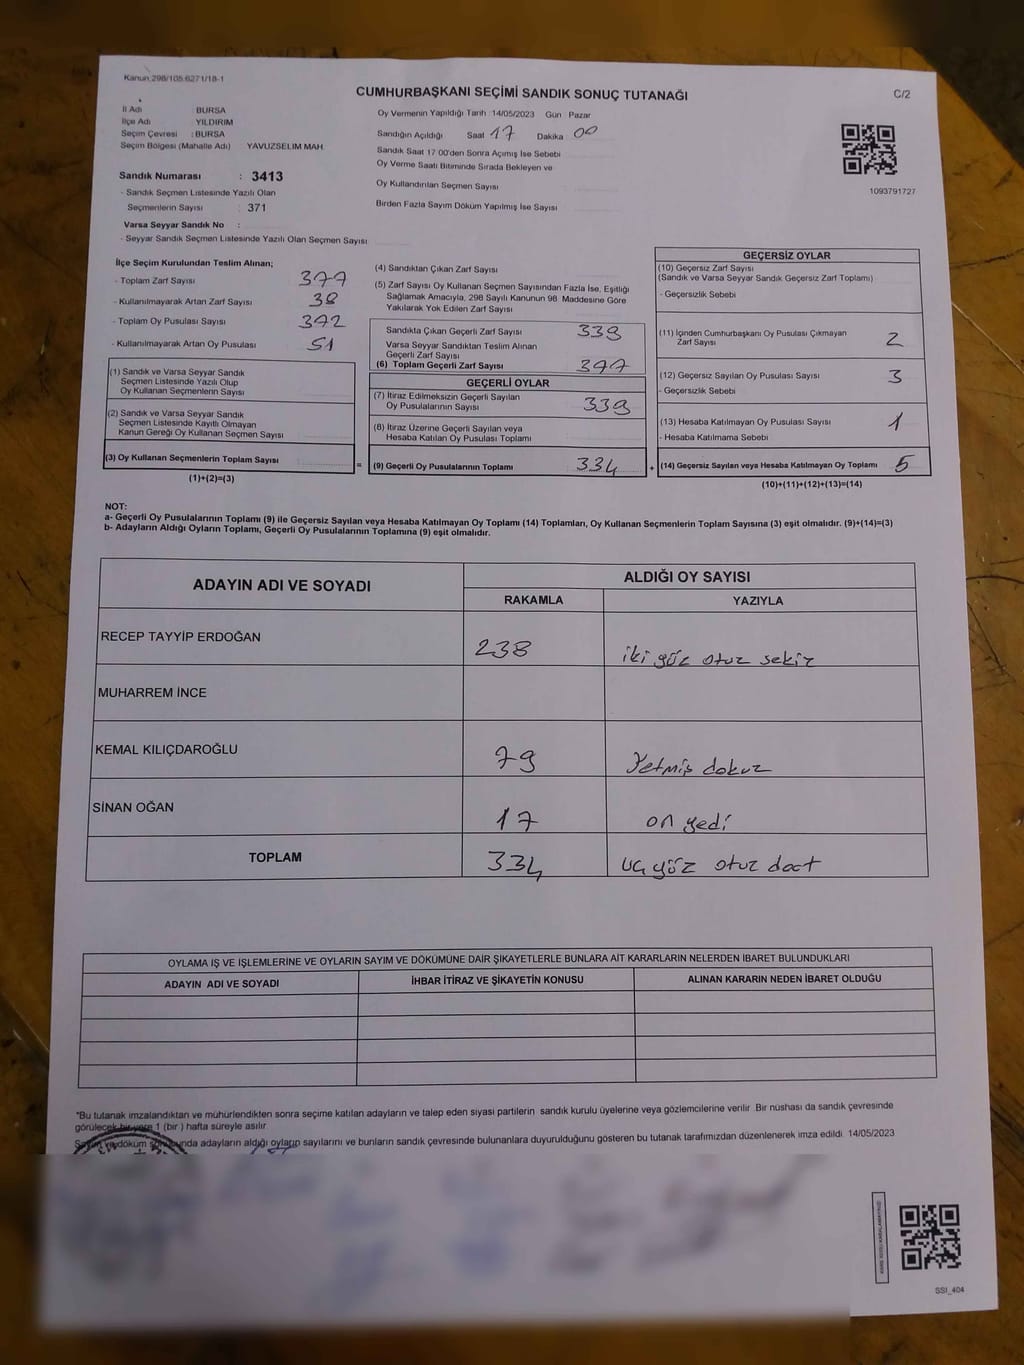 Kanun 298/105 6271/18-1
CUMHURBAŞKANI SEÇİMİ SANDIK SONUÇ TUTANAĞI
C/2
İl Adı : BURSA
İlçe Adı : YILDIRIM
Seçim Çevresi : BURSA
Seçim Bölgesi (Mahalle Adı) YAVUZSELIM MAH.
Oy Vermenin Yapıldığı Tarih :14/05/2023 Gün Pazar
Sandığın Açıldığı Saat 17 Dakika 00
Sandık Saat 17 00'den Sonra Açımış İse Sebebi
Oy Verme Saati Bitiminde Sırada Bekleyen ve
Oy Kullandırılan Seçmen Sayısı
Birden Fazla Sayım Döküm Yapılmış İse Sayısı
1093791727
Sandık Numarası : 3413
- Sandık Seçmen Listesinde Yazılı Olan
Seçmenlerin Sayısı : 371
Varsa Seyyar Sandık No :
- Seyyar Sandık Seçmen Listesinde Yazılı Olan Seçmen Sayısı
İlçe Seçim Kurulundan Teslim Alınan;
- Toplam Zarf Sayısı 377
- Kullanılmayarak Artan Zarf Sayısı 38
- Toplam Oy Pusulası Sayısı 392
- Kullanılmayarak Artan Oy Pusulası 51
(1) Sandık ve Varsa Seyyar Sandık
Seçmen Listesinde Yazılı Olup
Oy Kullanan Seçmenlerin Sayısı
(2) Sandık ve Varsa Seyyar Sandık
Seçmen Listesinde Kayıtlı Olmayan
Kanun Gereği Oy Kullanan Seçmen Sayısı
(3) Oy Kullanan Seçmenlerin Toplam Sayısı
(1)+(2)=(3)
(4) Sandıktan Çıkan Zarf Sayısı
(5) Zarf Sayısı Oy Kullanan Seçmen Sayısından Fazla İse, Eşitliği
Sağlamak Amacıyla, 298 Sayılı Kanunun 98. Maddesine Göre
Yakılarak Yok Edilen Zarf Sayısı
Sandıkta Çıkan Geçerli Zarf Sayısı 339
Varsa Seyyar Sandıktan Teslim Alınan
Geçerli Zarf Sayısı
(6) Toplam Geçerli Zarf Sayısı 377
GEÇERLİ OYLAR
(7) İtiraz Edilmeksizin Geçerli Sayılan
Oy Pusulalarının Sayısı 339
(8) İtiraz Üzerine Geçerli Sayılan veya
Hesaba Katılan Oy Pusulası Toplamı
= (9) Geçerli Oy Pusulalarının Toplamı 334
GEÇERSİZ OYLAR
(10) Geçersiz Zarf Sayısı
(Sandık ve Varsa Seyyar Sandık Geçersiz Zarf Toplamı)
- Geçersizlik Sebebi
(11) İçinden Cumhurbaşkanı Oy Pusulası Çıkmayan
Zarf Sayısı 2
(12) Geçersiz Sayılan Oy Pusulası Sayısı 3
- Geçersizlik Sebebi
(13) Hesaba Katılmayan Oy Pusulası Sayısı 1
- Hesaba Katılmama Sebebi
+ (14) Geçersiz Sayılan veya Hesaba Katılmayan Oy Toplamı 5
(10)+(11)+(12)+(13)=(14)
NOT:
a- Geçerli Oy Pusulalarının Toplamı (9) ile Geçersiz Sayılan veya Hesaba Katılmayan Oy Toplamı (14) Toplamları, Oy Kullanan Seçmenlerin Toplam Sayısına (3) eşit olmalıdır. (9)+(14)=(3)
b- Adayların Aldığı Oyların Toplamı, Geçerli Oy Pusulalarının Toplamına (9) eşit olmalıdır.
ADAYIN ADI VE SOYADI
ALDIĞI OY SAYISI
RAKAMLA YAZIYLA
RECEP TAYYİP ERDOĞAN 238 iki yüz otuz sekiz
MUHARREM İNCE
KEMAL KILIÇDAROĞLU 79 Yetmiş dokuz
SİNAN OĞAN 17 on yedi
TOPLAM 334 üç yüz otuz dört
OYLAMA İŞ VE İŞLEMLERİNE VE OYLARIN SAYIM VE DÖKÜMÜNE DAİR ŞİKAYETLERLE BUNLARA AİT KARARLARIN NELERDEN İBARET BULUNDUKLARI
ADAYIN ADI VE SOYADI İHBAR İTİRAZ VE ŞİKAYETİN KONUSU ALINAN KARARIN NEDEN İBARET OLDUĞU
*Bu tutanak imzalandıktan ve mühürlendikten sonra seçime katılan adayların ve talep eden siyasi partilerin sandık kurulu üyelerine veya gözlemcilerine verilir. Bir nüshası da sandık çevresinde
görülecek bir yere 1 (bir ) hafta süreyle asılır.
Sayım ve döküm sonucunda adayların aldığı oyların sayılarını ve bunların sandık çevresinde bulunanlara duyurulduğunu gösteren bu tutanak tarafımızdan düzenlenerek imza edildi 14/05/2023
SSI_404